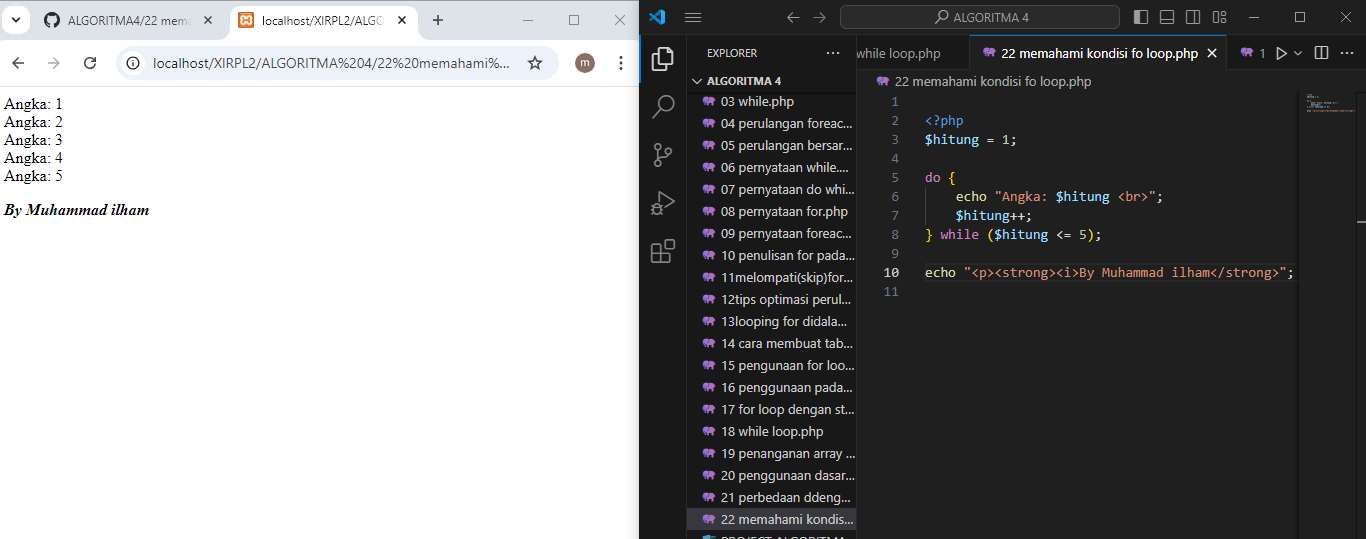 ALGORITMA4/22 mema
localhost/XIRPL2/ALGO
localhost/XIRPL2/ALGORITMA%204/22%20memahami%...
m
Angka: 1
Angka: 2
Angka: 3
Angka: 4
Angka: 5
By Muhammad ilham
ALGORITMA 4
EXPLORER
ALGORITMA 4
03 while.php
04 perulangan foreac...
05 perulangan bersar...
06 pernyataan while....
07 pernyataan do whi...
08 pernyataan for.php
09 pernyataan foreac...
10 penulisan for pada...
11melompati(skip)for...
12tips optimasi perul...
13looping for didala...
14 cara membuat tab...
15 pengunaan for loo...
16 penggunaan pada...
17 for loop dengan st...
18 while loop.php
19 penanganan array ...
20 penggunaan dasar...
21 perbedaan ddeng...
22 memahami kondis...
PROJECT ALGORITMA
while loop.php
22 memahami kondisi fo loop.php
1
22 memahami kondisi fo loop.php
1
2 <?php
3 $hitung = 1;
4
5 do {
6 echo "Angka: $hitung <br>";
7 $hitung++;
8 } while ($hitung <= 5);
9
10 echo "<p><strong><i>By Muhammad ilham</strong>";
11